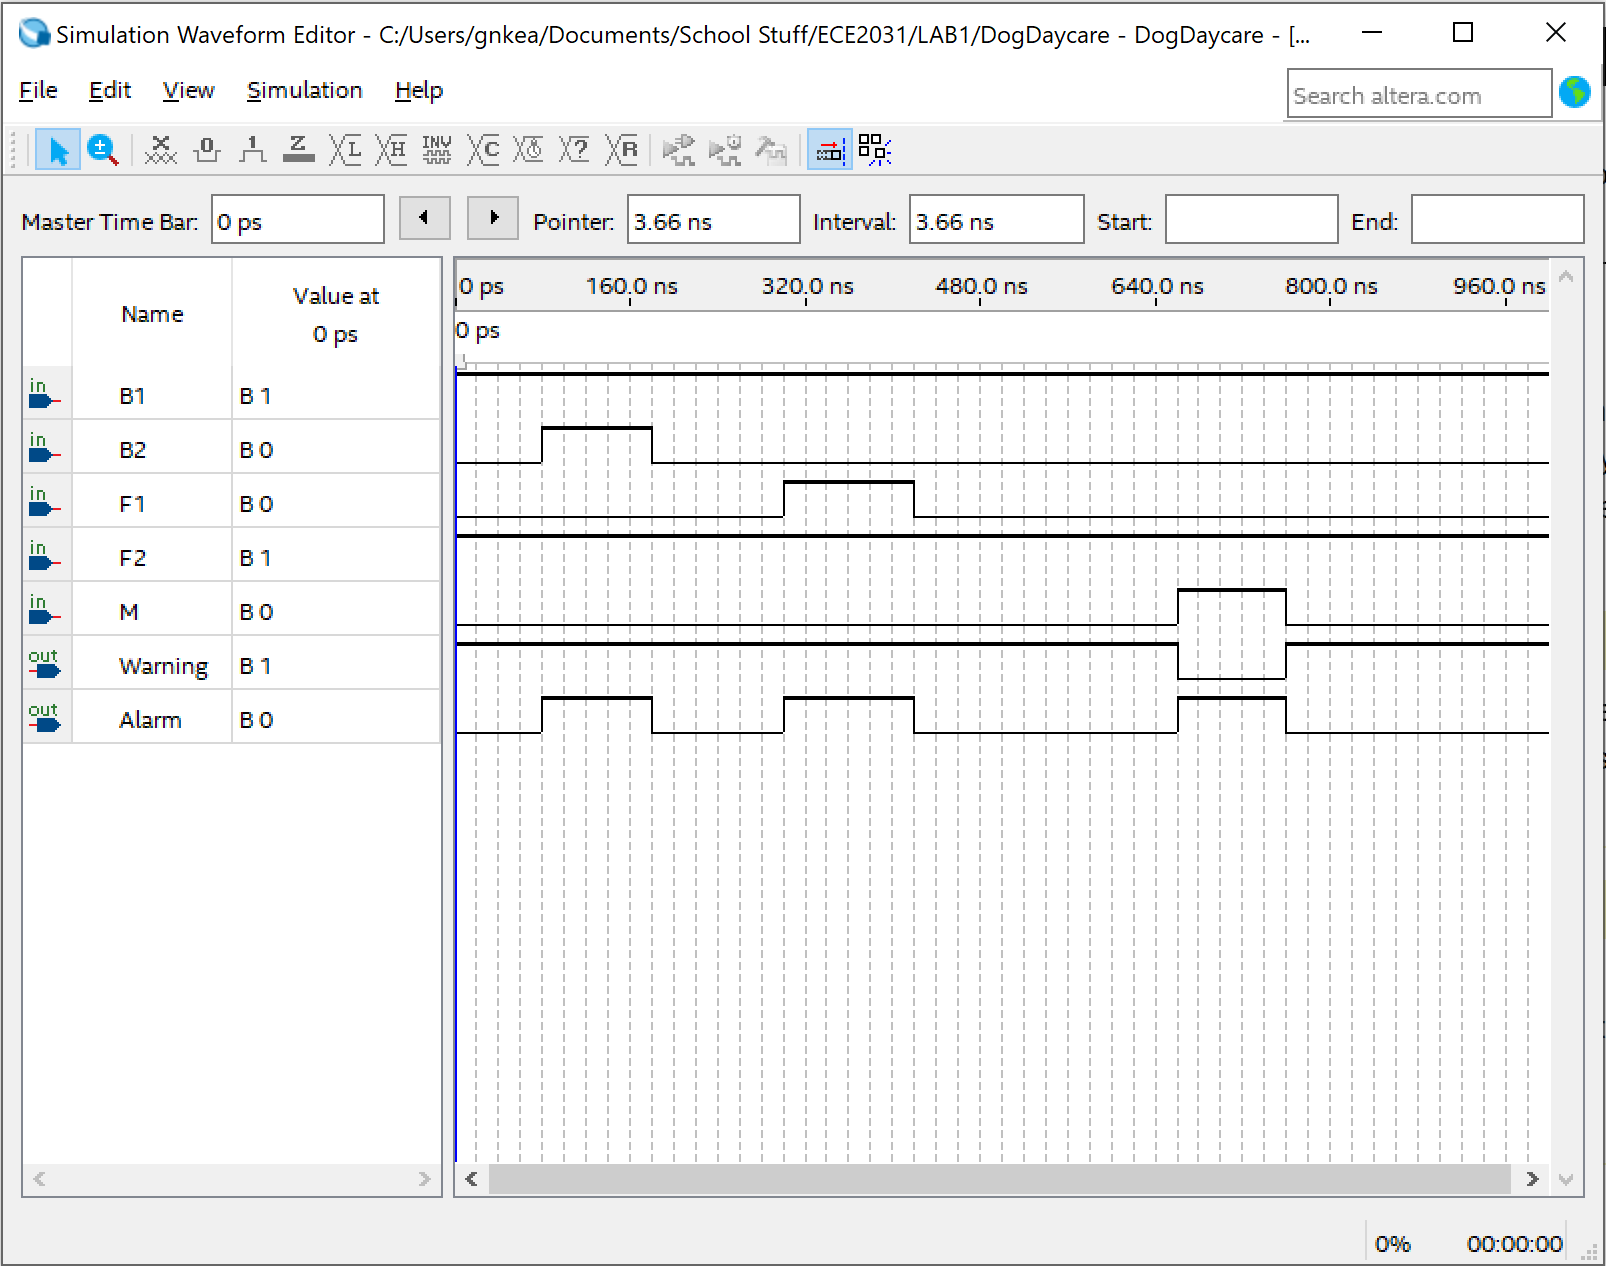 Simulation Waveform Editor - C:/Users/gnkea/Documents/School Stuff/ECE2031/LAB1/DogDaycare - DogDaycare - [...
File Edit View Simulation Help
Search altera.com
X 0 1 Z L H INV C ? R
Master Time Bar: 0 ps Pointer: 3.66 ns Interval: 3.66 ns Start: End:
Name Value at 0 ps
0 ps 160.0 ns 320.0 ns 480.0 ns 640.0 ns 800.0 ns 960.0 ns
0 ps
in B1 B 1
in B2 B 0
in F1 B 0
in F2 B 1
in M B 0
out Warning B 1
out Alarm B 0
0% 00:00:00